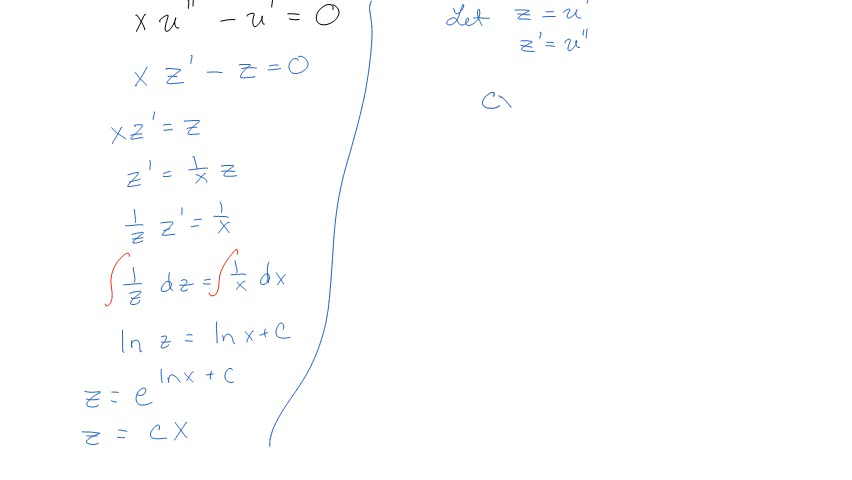 x u'' - u' = 0
x z' - z = 0
xz' = z
z' = 1/x z
1/z z' = 1/x
∫ 1/z dz = ∫ 1/x dx
ln z = ln x + c
z = e^(ln x + c)
z = cx
Let z = u'
z' = u''